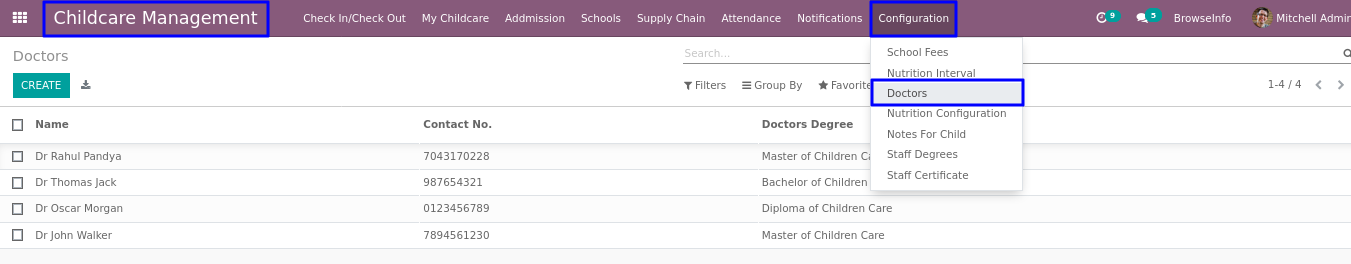 Childcare Management Check In/Check Out My Childcare Addmission Schools Supply Chain Attendance Notifications Configuration 9 5 BrowseInfo Mitchell Admin
Doctors Search... School Fees
Nutrition Interval
CREATE Filters Group By Favorite 1-4 / 4
Doctors
Nutrition Configuration
Name Contact No. Doctors Degree
Notes For Child
Dr Rahul Pandya 7043170228 Master of Children Ca Staff Degrees
Staff Certificate
Dr Thomas Jack 987654321 Bachelor of Children
Dr Oscar Morgan 0123456789 Diploma of Children Care
Dr John Walker 7894561230 Master of Children Care